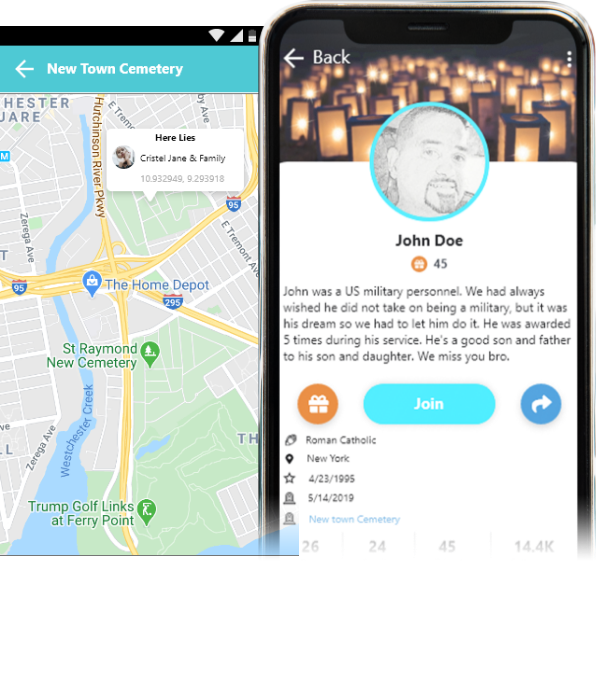 New Town Cemetery
HESTER
UARE
Hutchinson River Pkwy
E Tremont
by Ave
Here Lies
Cristel Jane & Family
10.932949, 9.293918
M
95
Zerega Ave
E Tremont Ave
T
95
The Home Depot
295
St Raymond
New Cemetery
Westchester Creek
ve
LL
Zerega Ave
TH
Trump Golf Links
at Ferry Point
Back
John Doe
45
John was a US military personnel. We had always
wished he did not take on being a military, but it was
his dream so we had to let him do it. He was awarded
5 times during his service. He's a good son and father
to his son and daughter. We miss you bro.
Join
Roman Catholic
New York
4/23/1995
5/14/2019
New town Cemetery
26 24 45 14.4K